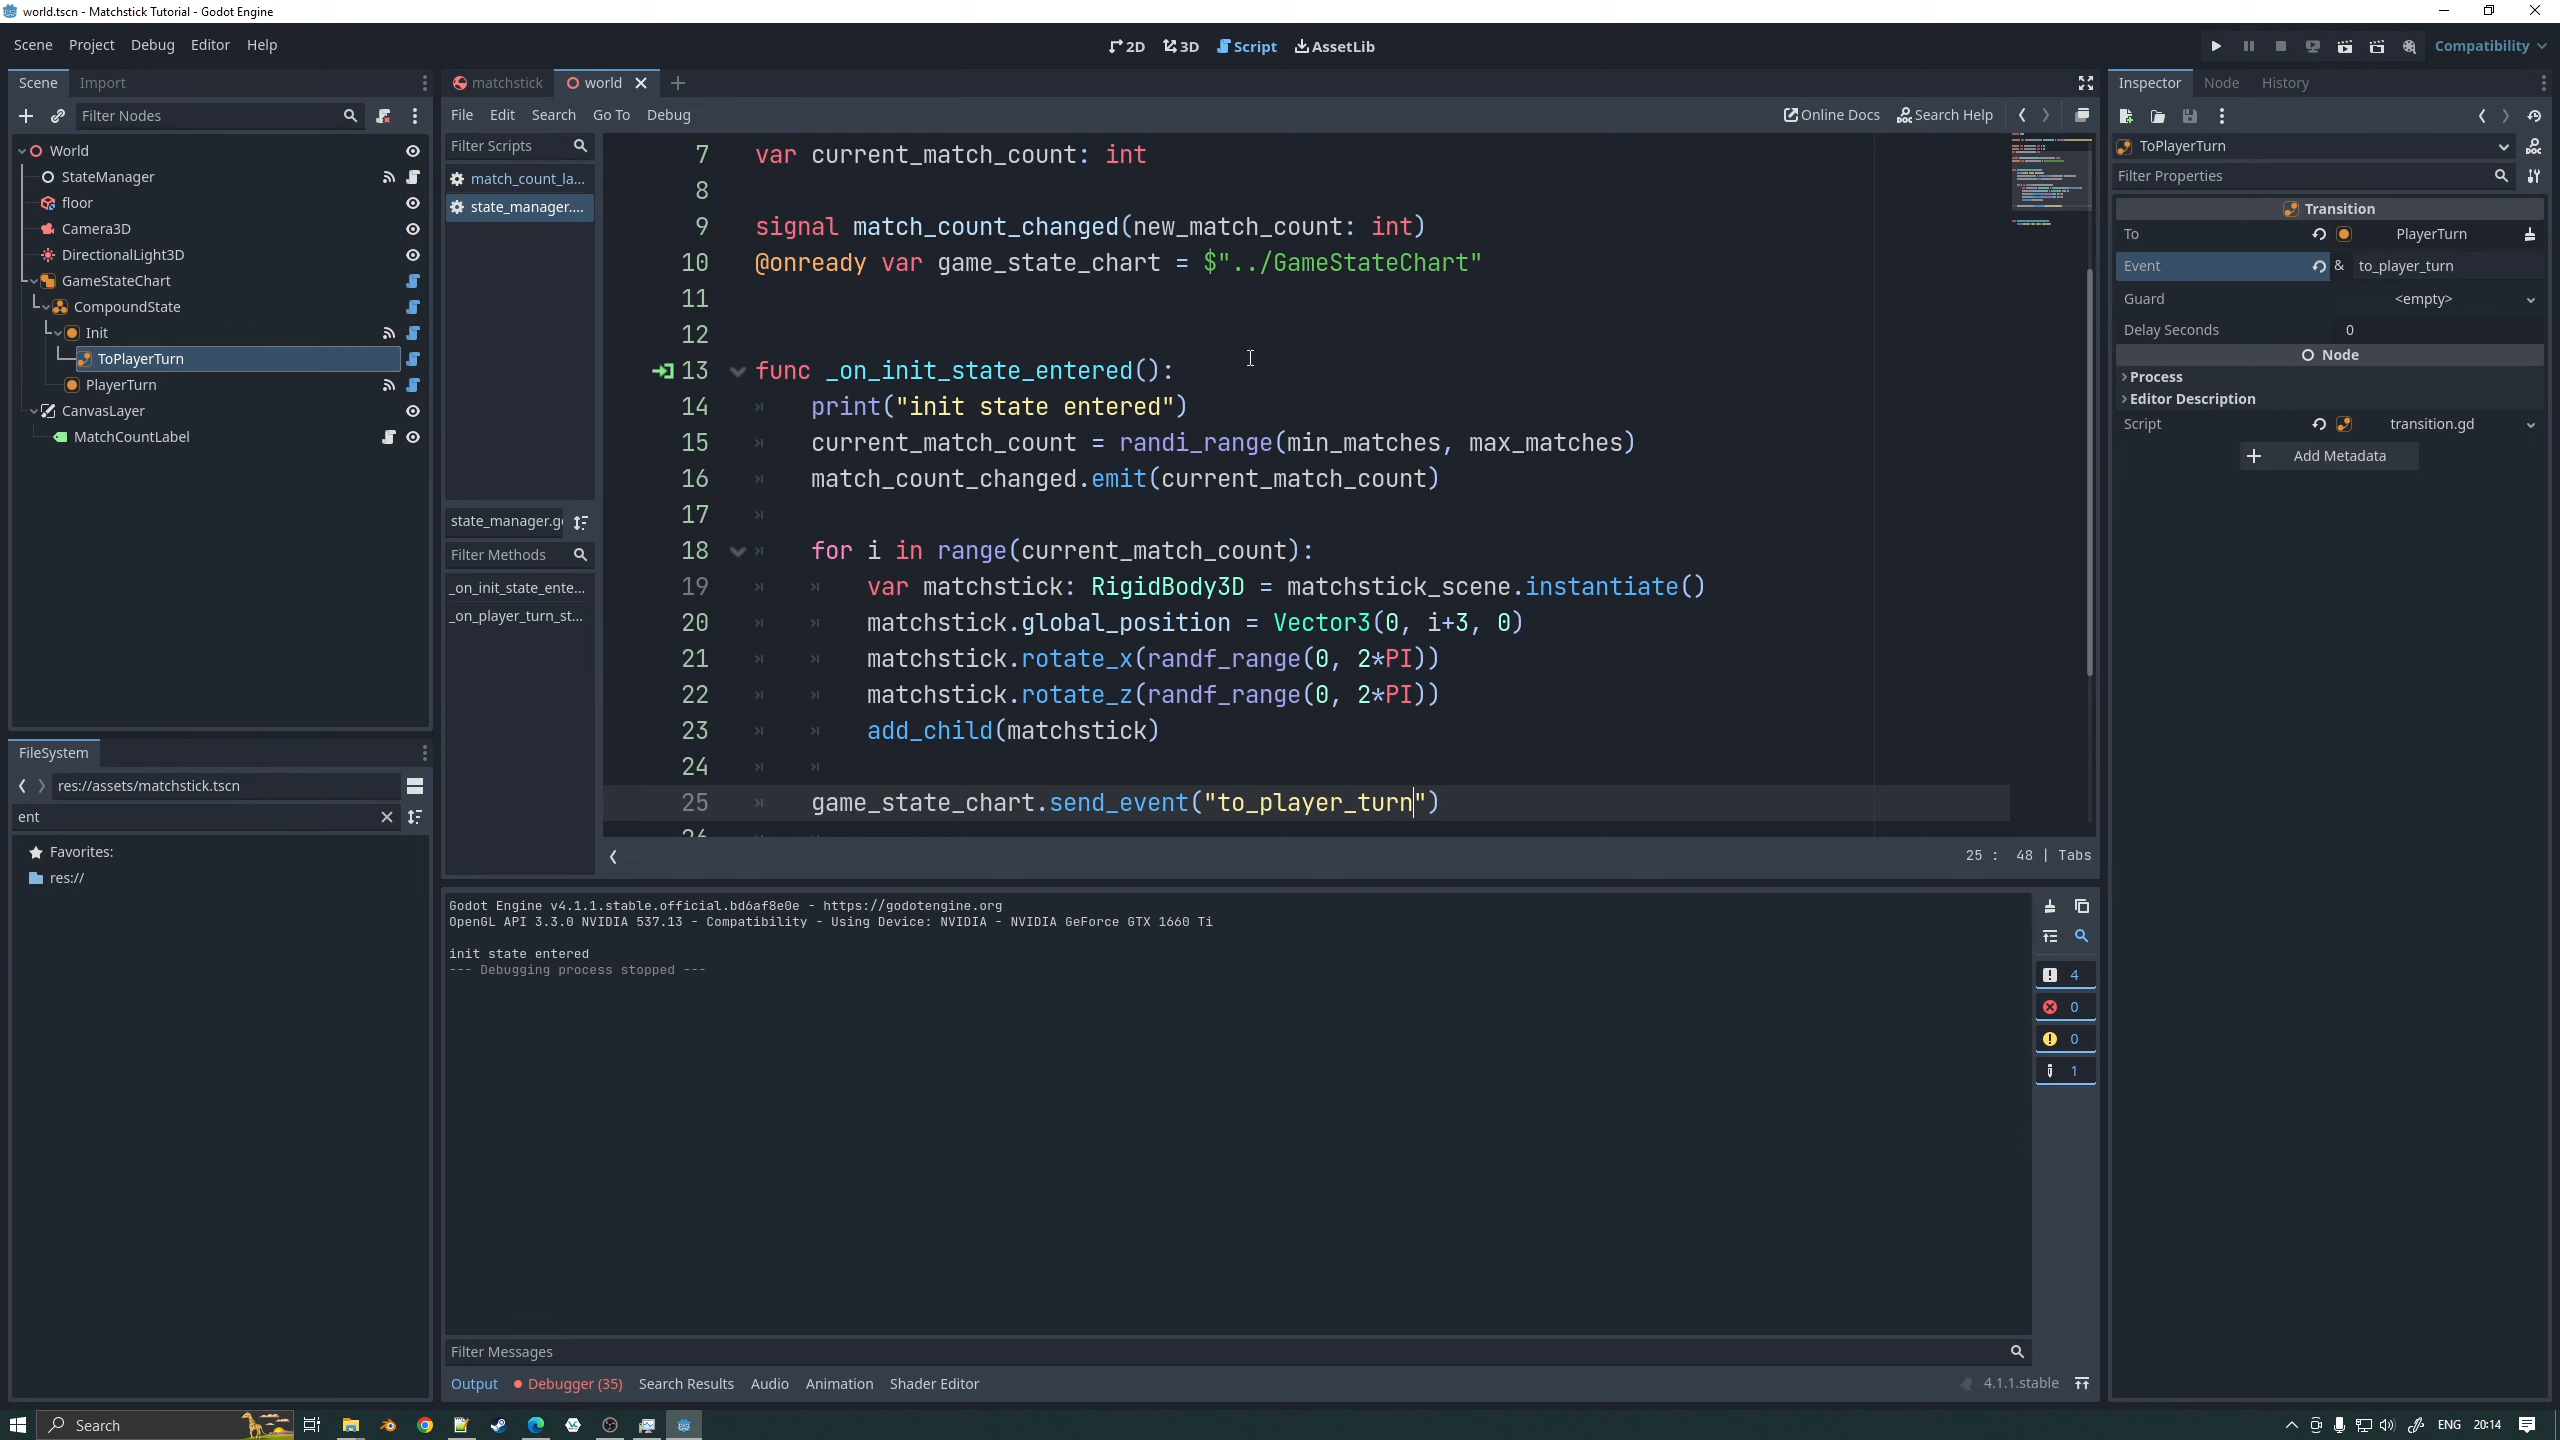 world.tscn - Matchstick Tutorial - Godot Engine
Scene Project Debug Editor Help
2D 3D Script AssetLib
Compatibility
Scene Import
Filter Nodes
World
StateManager
floor
Camera3D
DirectionalLight3D
GameStateChart
CompoundState
Init
ToPlayerTurn
PlayerTurn
CanvasLayer
MatchCountLabel
FileSystem
res://assets/matchstick.tscn
ent
Favorites:
res://
matchstick world
File Edit Search Go To Debug
Online Docs Search Help
Filter Scripts
match_count_la...
state_manager....
state_manager.g
Filter Methods
_on_init_state_ente...
_on_player_turn_st...
7 var current_match_count: int
8
9 signal match_count_changed(new_match_count: int)
10 @onready var game_state_chart = $"../GameStateChart"
11
12
13 func _on_init_state_entered():
14 print("init state entered")
15 current_match_count = randi_range(min_matches, max_matches)
16 match_count_changed.emit(current_match_count)
17
18 for i in range(current_match_count):
19 var matchstick: RigidBody3D = matchstick_scene.instantiate()
20 matchstick.global_position = Vector3(0, i+3, 0)
21 matchstick.rotate_x(randf_range(0, 2*PI))
22 matchstick.rotate_z(randf_range(0, 2*PI))
23 add_child(matchstick)
24
25 game_state_chart.send_event("to_player_turn")
26
25 : 48 | Tabs
Godot Engine v4.1.1.stable.official.bd6af8e0e - https://godotengine.org
OpenGL API 3.3.0 NVIDIA 537.13 - Compatibility - Using Device: NVIDIA - NVIDIA GeForce GTX 1660 Ti
init state entered
--- Debugging process stopped ---
4
0
0
1
Filter Messages
Output Debugger (35) Search Results Audio Animation Shader Editor
4.1.1.stable
Inspector Node History
ToPlayerTurn
Filter Properties
Transition
To PlayerTurn
Event & to_player_turn
Guard <empty>
Delay Seconds 0
Node
Process
Editor Description
Script transition.gd
Add Metadata
Search
ENG 20:14